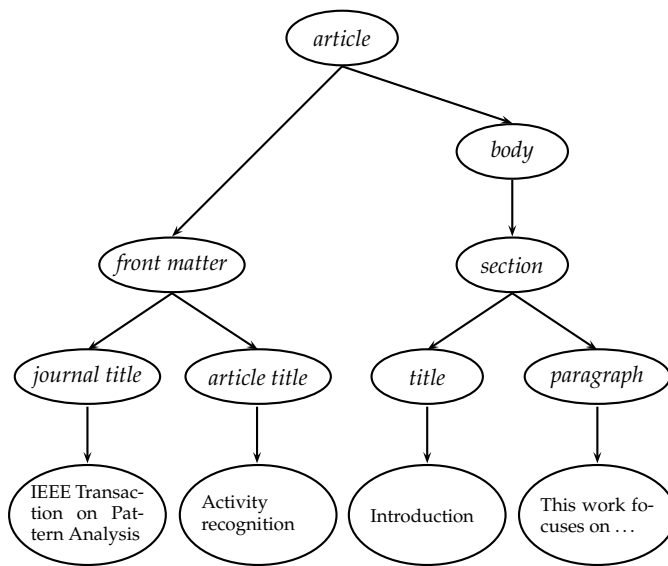 article
body
front matter
section
journal title
article title
title
paragraph
IEEE Transac-
tion on Pat-
tern Analysis
Activity
recognition
Introduction
This work fo-
cuses on ...